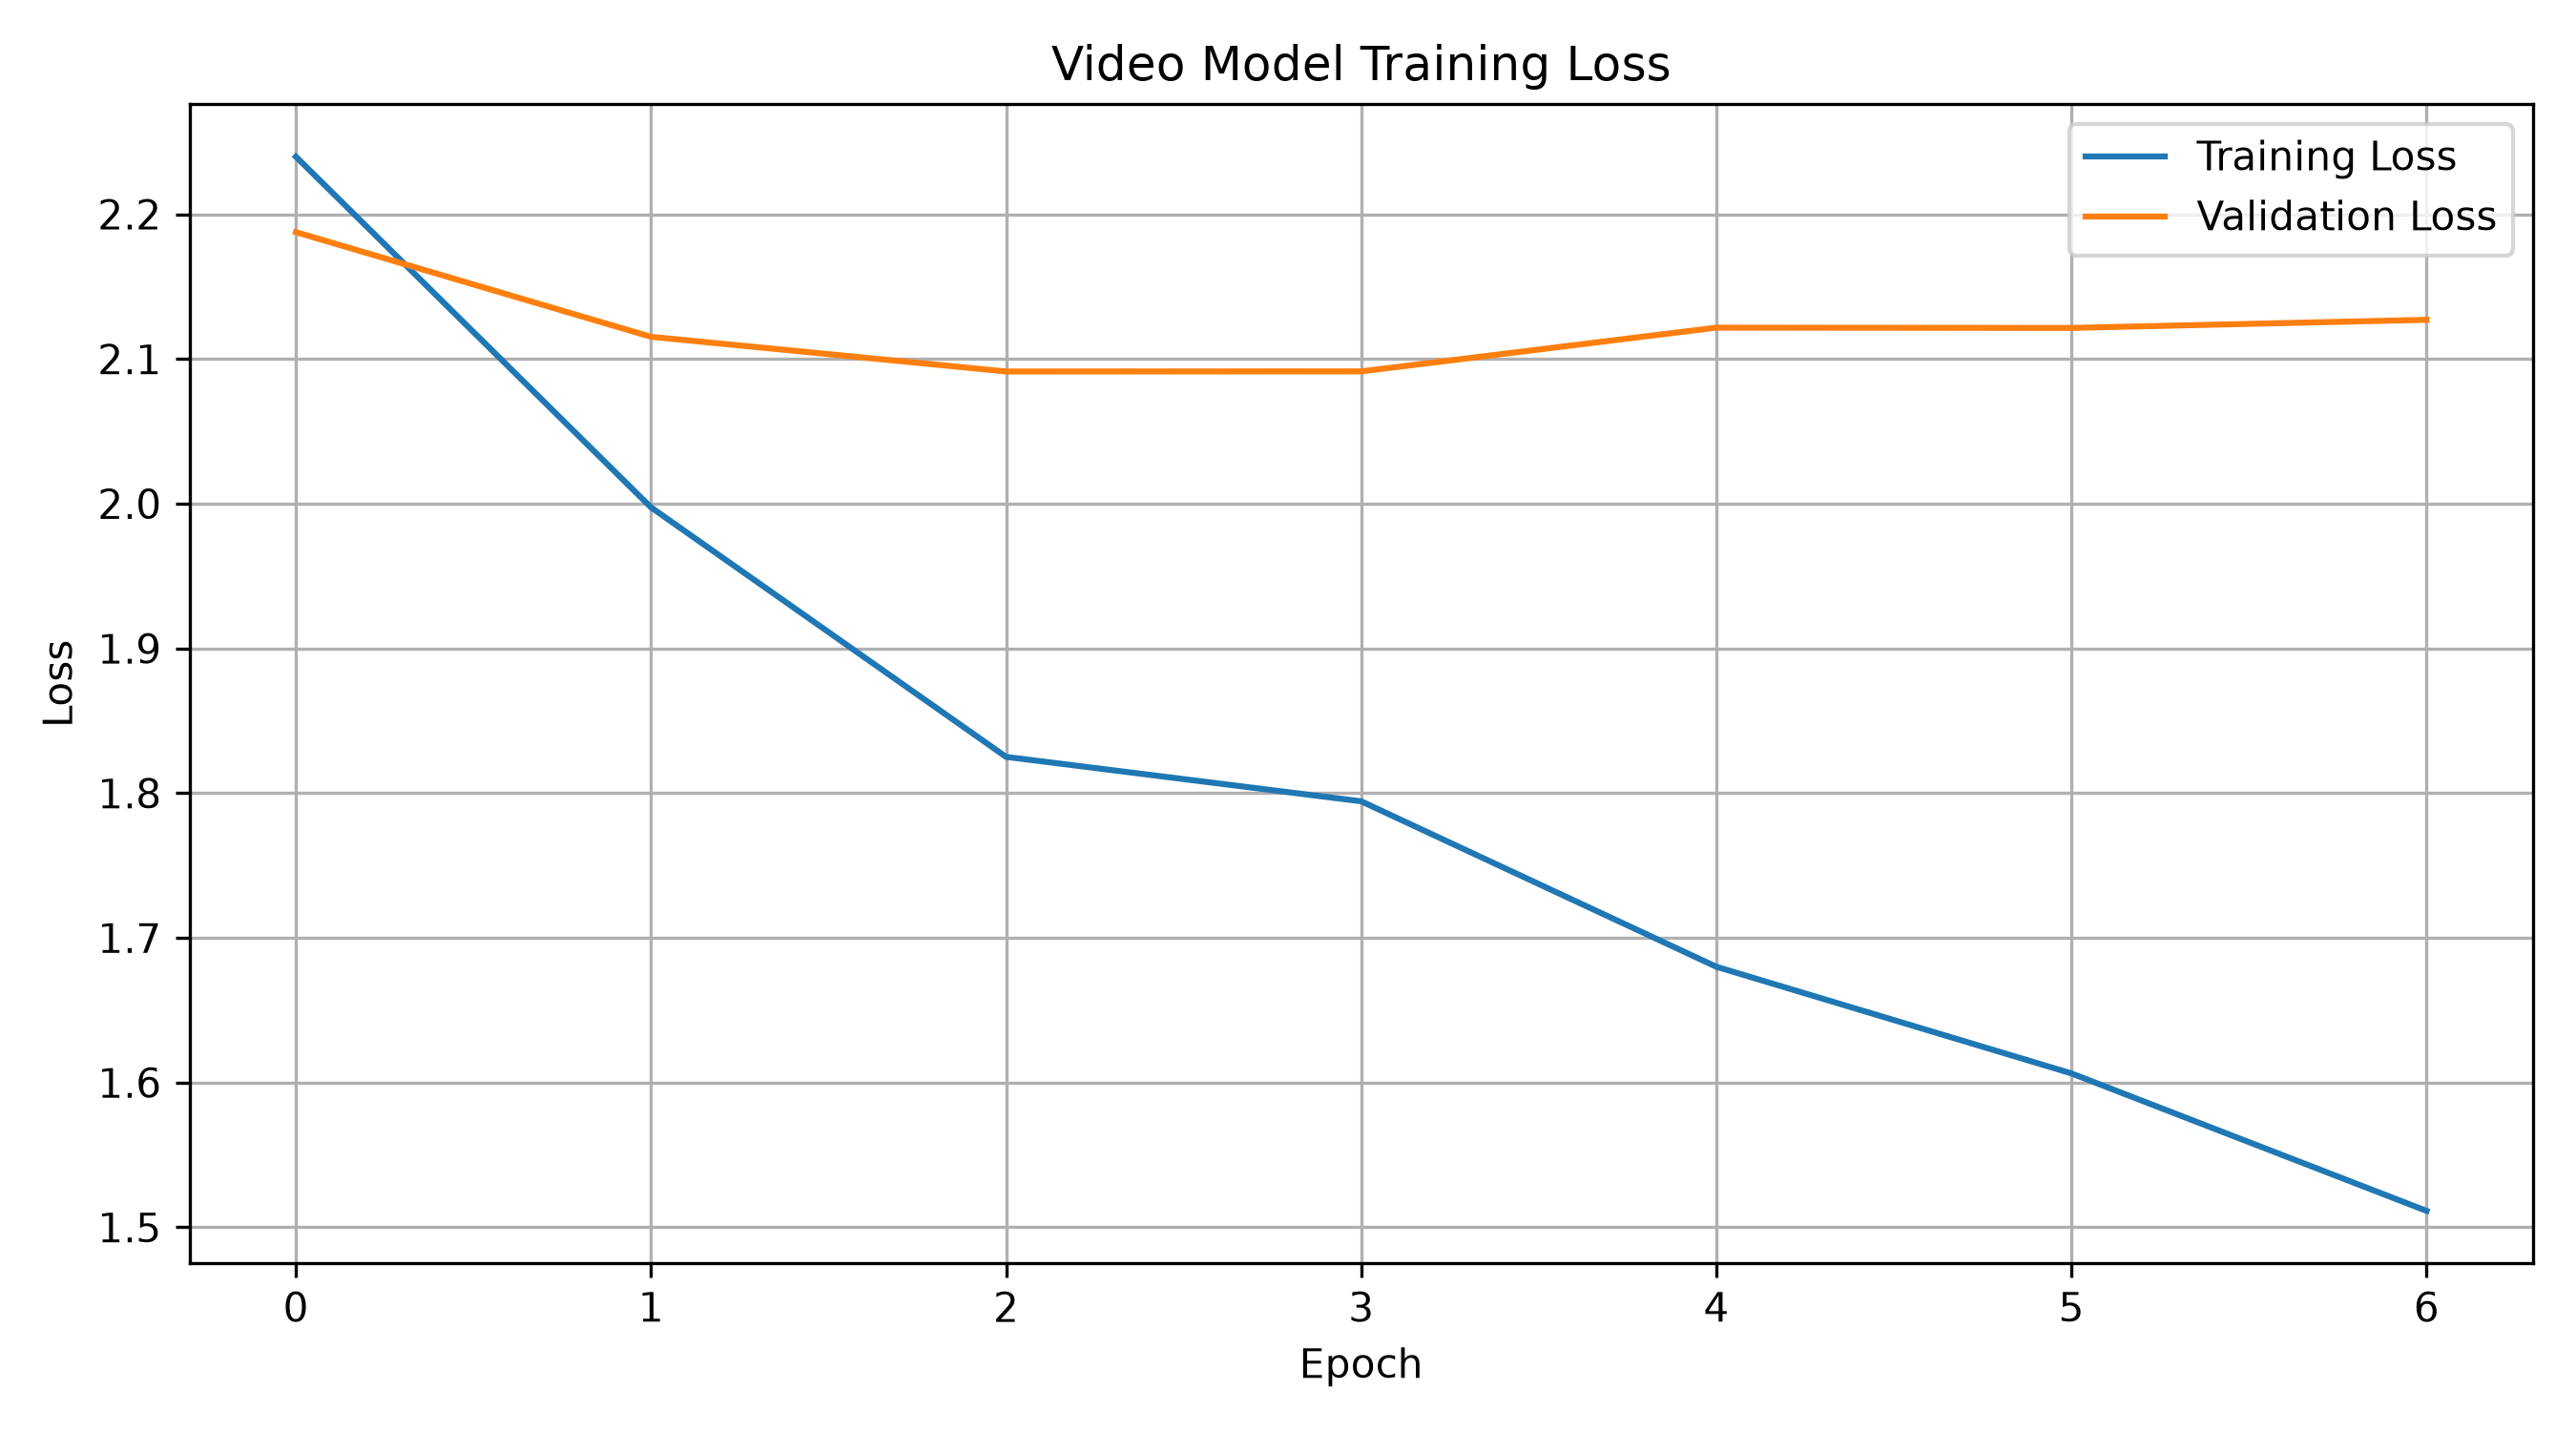 Video Model Training Loss
Training Loss
Validation Loss
2.2
2.1
2.0
1.9
1.8
1.7
1.6
1.5
Loss
0 1 2 3 4 5 6
Epoch